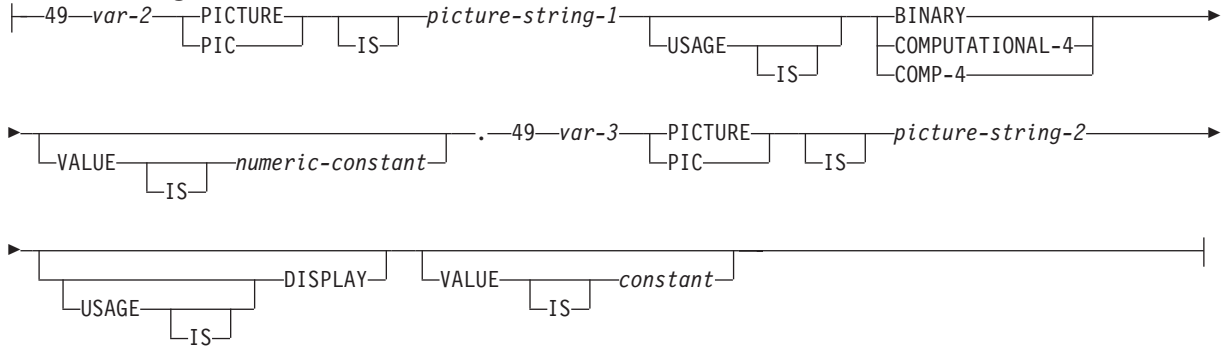 49 var-2 PICTURE IS picture-string-1 USAGE IS BINARY
PIC COMPUTATIONAL-4
COMP-4
VALUE IS numeric-constant . 49 var-3 PICTURE IS picture-string-2
PIC
USAGE IS DISPLAY VALUE IS constant